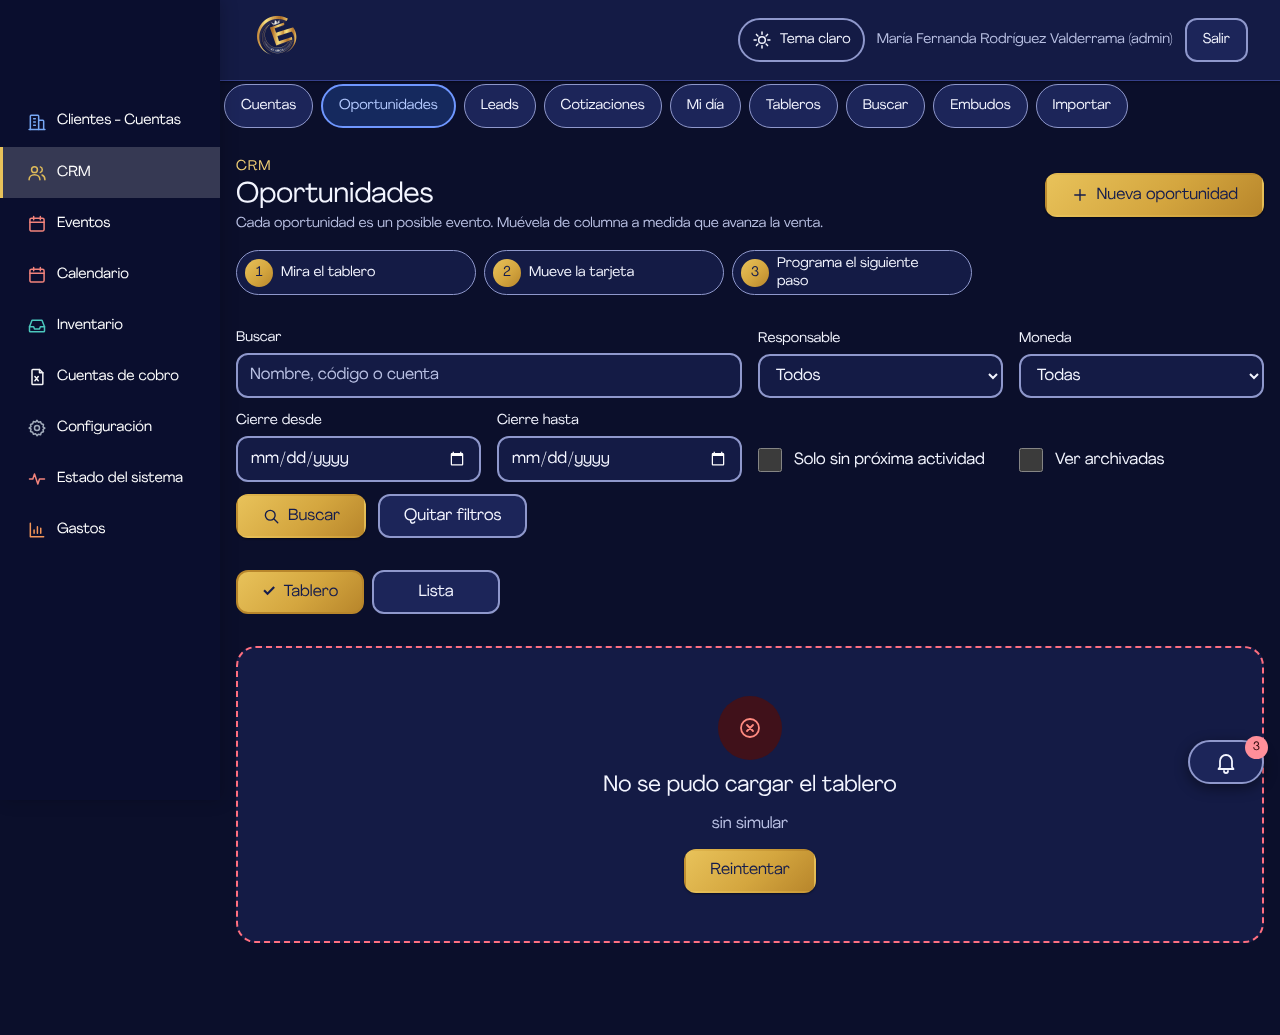 Tema claro
María Fernanda Rodríguez Valderrama (admin)
Salir
Clientes - Cuentas
CRM
Eventos
Calendario
Inventario
Cuentas de cobro
Configuración
Estado del sistema
Gastos
Cuentas
Oportunidades
Leads
Cotizaciones
Mi día
Tableros
Buscar
Embudos
Importar
CRM
Oportunidades
Cada oportunidad es un posible evento. Muévela de columna a medida que avanza la venta.
Nueva oportunidad
1 Mira el tablero
2 Mueve la tarjeta
3 Programa el siguiente
paso
Buscar
Nombre, código o cuenta
Responsable
Todos
Moneda
Todas
Cierre desde
mm/dd/yyyy
Cierre hasta
mm/dd/yyyy
Solo sin próxima actividad
Ver archivadas
Buscar
Quitar filtros
Tablero
Lista
3
No se pudo cargar el tablero
sin simular
Reintentar